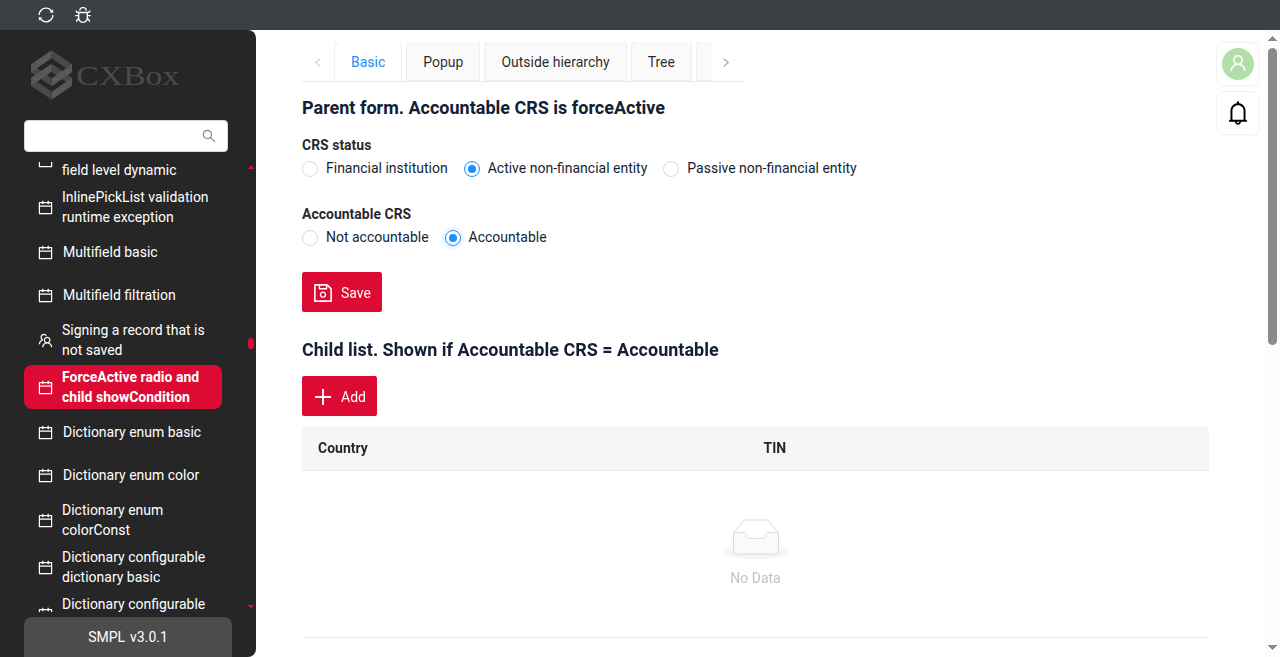 CXBox
field level dynamic
InlinePickList validation
runtime exception
Multifield basic
Multifield filtration
Signing a record that is
not saved
ForceActive radio and
child showCondition
Dictionary enum basic
Dictionary enum color
Dictionary enum
colorConst
Dictionary configurable
dictionary basic
Dictionary configurable
SMPL v3.0.1
Basic Popup Outside hierarchy Tree
Parent form. Accountable CRS is forceActive
CRS status
Financial institution Active non-financial entity Passive non-financial entity
Accountable CRS
Not accountable Accountable
Save
Child list. Shown if Accountable CRS = Accountable
Add
Country TIN
No Data